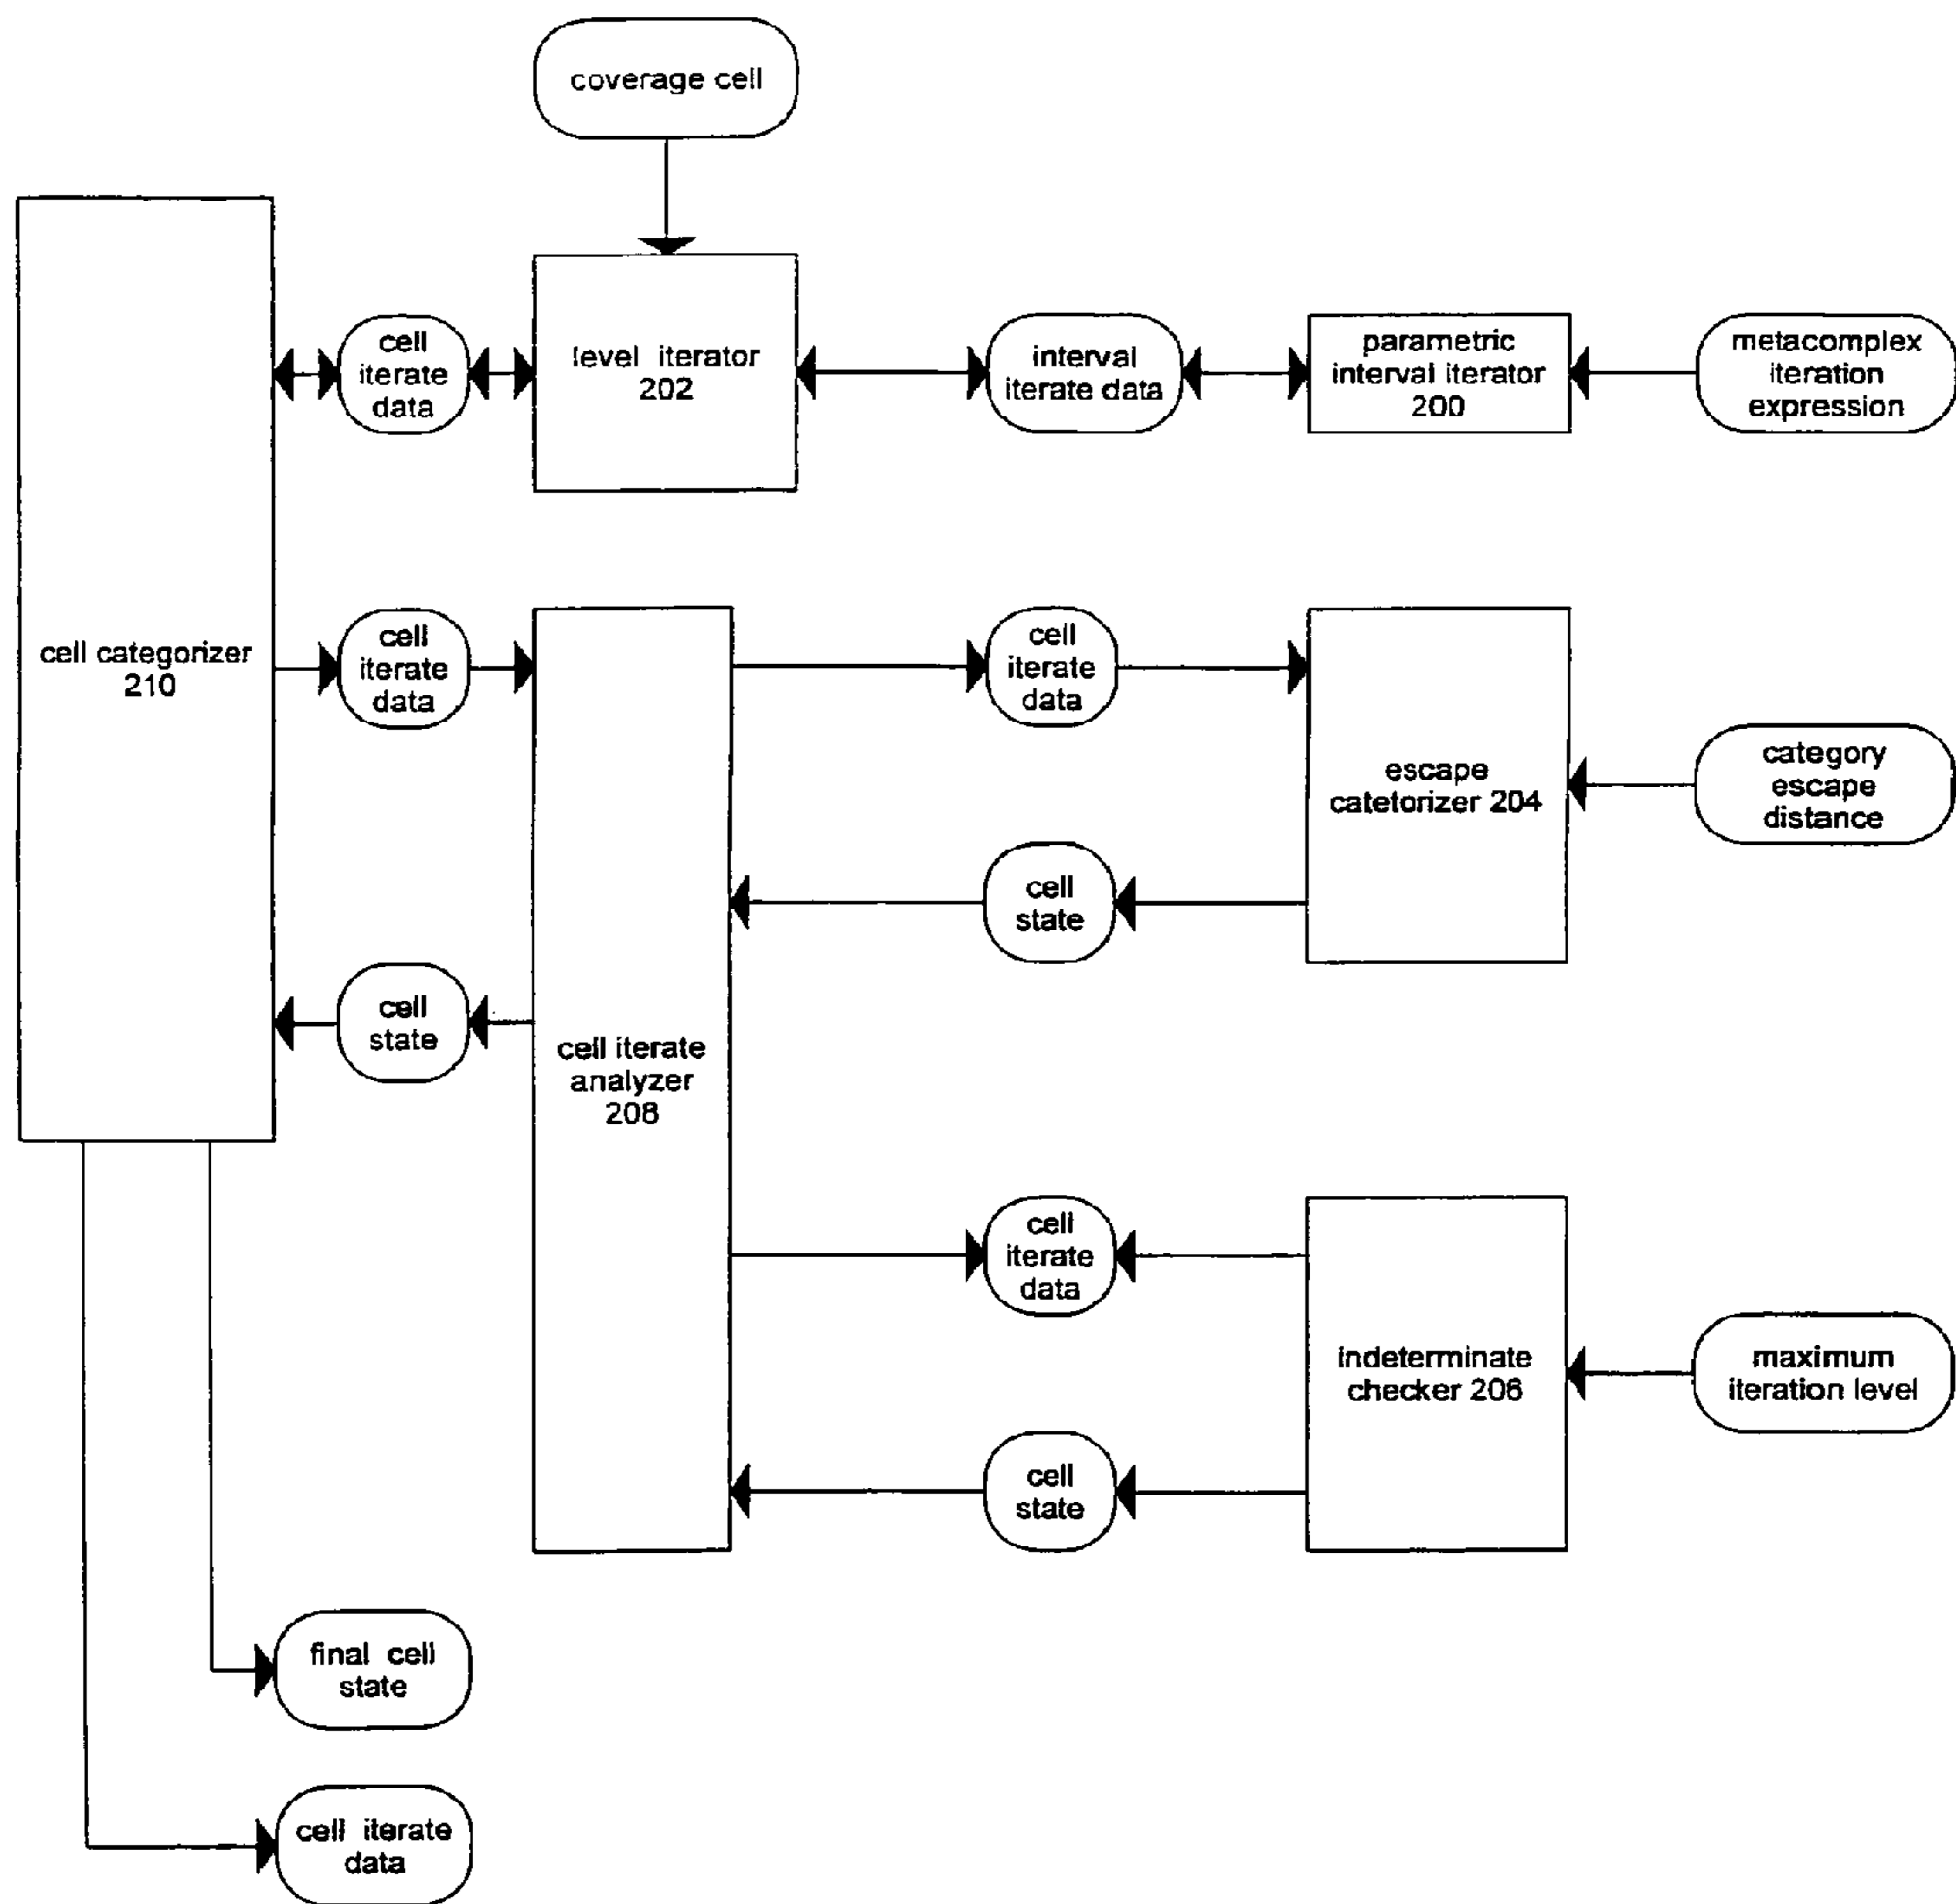 coverage cell
cell
iterate
data
level iterator
202
interval
iterate data
parametric
interval iterator
200
metacomplex
iteration
expression
cell categorizer
210
cell
iterate
data
cell
iterate
data
escape
catetorizer 204
category
escape
distance
cell
state
cell
state
cell iterate
analyzer
208
cell
iterate
data
indeterminate
checker 206
maximum
iteration level
cell
state
final cell
state
cell iterate
data